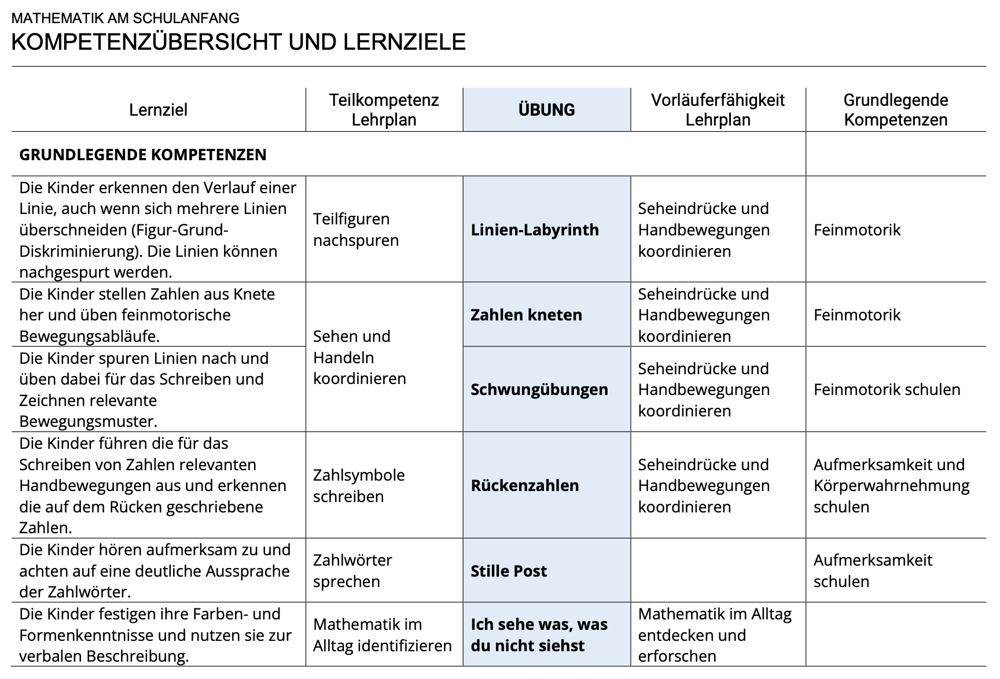 MATHEMATIK AM SCHULANFANG
KOMPETENZÜBERSICHT UND LERNZIELE
Lernziel
Teilkompetenz
Lehrplan
ÜBUNG
Vorläuferfähigkeit
Lehrplan
Grundlegende
Kompetenzen
GRUNDLEGENDE KOMPETENZEN
Die Kinder erkennen den Verlauf einer
Linie, auch wenn sich mehrere Linien
überschneiden (Figur-Grund-
Diskriminierung). Die Linien können
nachgespurt werden.
Teilfiguren
nachspuren
Linien-Labyrinth
Seheindrücke und
Handbewegungen
koordinieren
Feinmotorik
Die Kinder stellen Zahlen aus Knete
her und üben feinmotorische
Bewegungsabläufe.
Sehen und
Handeln
koordinieren
Zahlen kneten
Seheindrücke und
Handbewegungen
koordinieren
Feinmotorik
Die Kinder spuren Linien nach und
üben dabei für das Schreiben und
Zeichnen relevante
Bewegungsmuster.
Schwungübungen
Seheindrücke und
Handbewegungen
koordinieren
Feinmotorik schulen
Die Kinder führen die für das
Schreiben von Zahlen relevanten
Handbewegungen aus und erkennen
die auf dem Rücken geschriebene
Zahlen.
Zahlsymbole
schreiben
Rückenzahlen
Seheindrücke und
Handbewegungen
koordinieren
Aufmerksamkeit und
Körperwahrnehmung
schulen
Die Kinder hören aufmerksam zu und
achten auf eine deutliche Aussprache
der Zahlwörter.
Zahlwörter
sprechen
Stille Post
Aufmerksamkeit
schulen
Die Kinder festigen ihre Farben- und
Formenkenntnisse und nutzen sie zur
verbalen Beschreibung.
Mathematik im
Alltag identifizieren
Ich sehe was, was
du nicht siehst
Mathematik im Alltag
entdecken und
erforschen